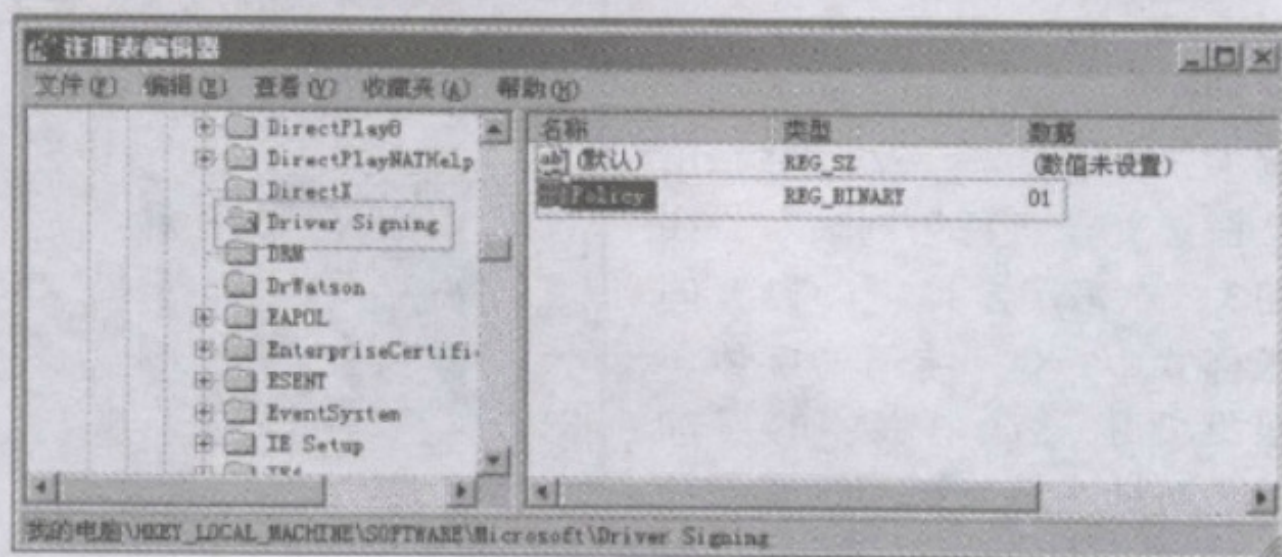 注册表编辑器
文件(F) 编辑(E) 查看(V) 收藏夹(A) 帮助(H)
DirectPlay8
DirectPlayNATHelp
DirectX
Driver Signing
DRM
DrWatson
EAPOL
EnterpriseCertifi
ESENT
EventSystem
IE Setup
IE4
名称 类型 数据
ab (默认) REG_SZ (数值未设置)
Policy REG_BINARY 01
我的电脑\HKEY_LOCAL_MACHINE\SOFTWARE\Microsoft\Driver Signing